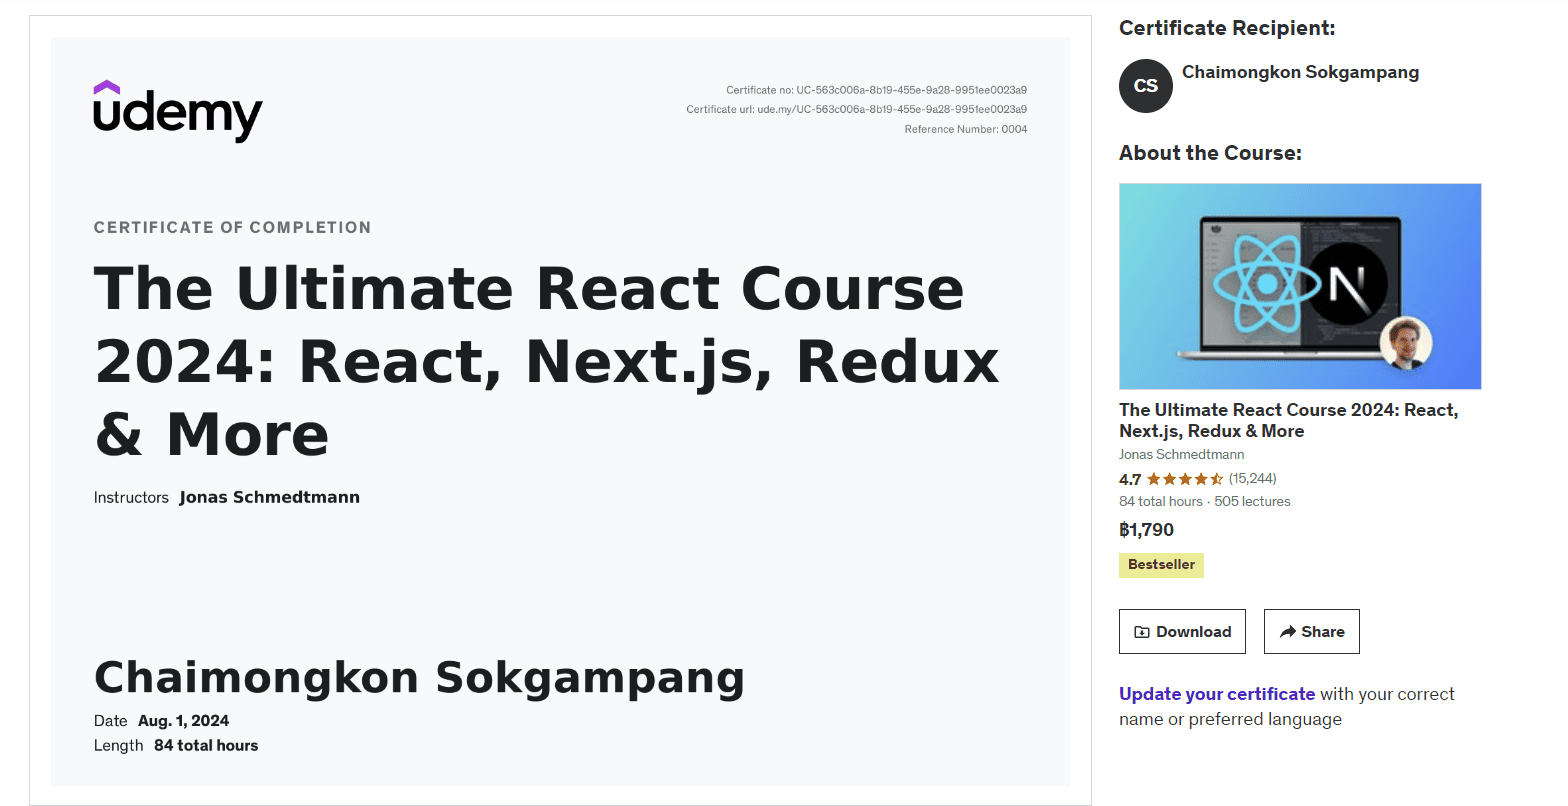 udemy
Certificate no: UC-563c006a-8b19-455e-9a28-9951ee0023a9
Certificate url: ude.my/UC-563c006a-8b19-455e-9a28-9951ee0023a9
Reference Number: 0004
CERTIFICATE OF COMPLETION
The Ultimate React Course
2024: React, Next.js, Redux
& More
Instructors Jonas Schmedtmann
Chaimongkon Sokgampang
Date Aug. 1, 2024
Length 84 total hours
Certificate Recipient:
CS
Chaimongkon Sokgampang
About the Course:
N
The Ultimate React Course 2024: React,
Next.js, Redux & More
Jonas Schmedtmann
4.7 (15,244)
84 total hours · 505 lectures
฿1,790
Bestseller
Download
Share
Update your certificate with your correct
name or preferred language